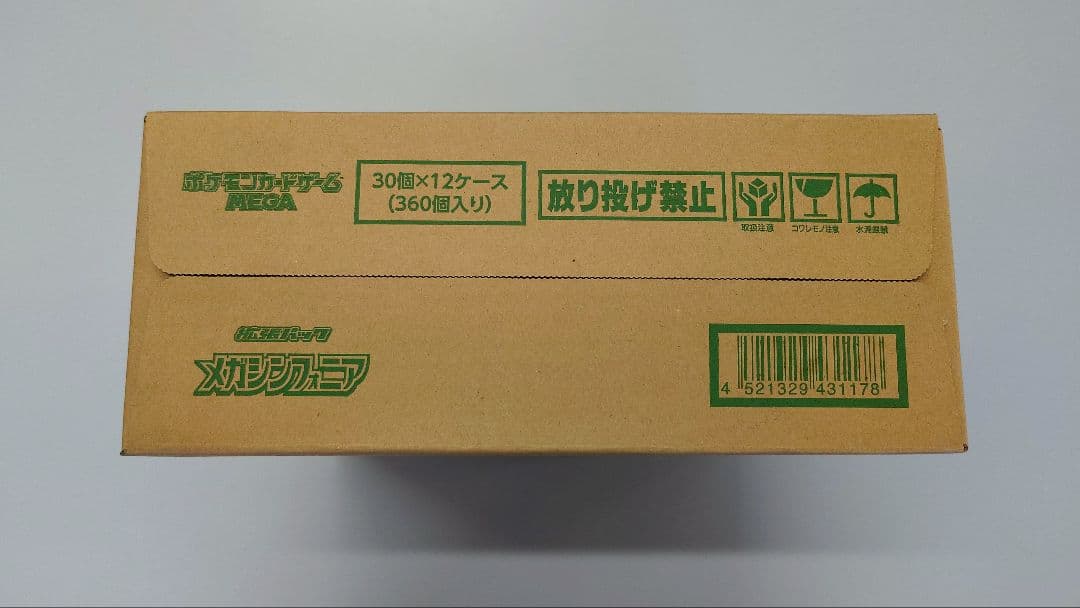 ポケモンカードゲーム
MEGA
30個×12ケース
(360個入り)
放り投げ禁止
取扱注意
コワレモノ注意
水濡厳禁
拡張パック
メガシンフォニア
4 521329 431178